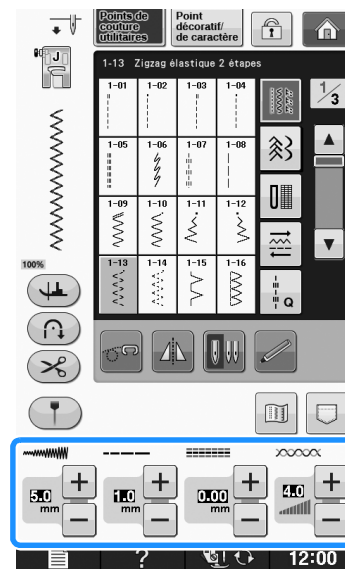 Points de couture utilitaires
Point décoratif/ de caractère
J
1-13 Zigzag élastique 2 étapes
1-01 1-02 1-03 1-04
1/3
1-05 1-06 1-07 1-08
1-09 1-10 1-11 1-12
1-13 1-14 1-15 1-16
Q
100%
5.0 mm
1.0 mm
0.00 mm
4.0
?
12:00